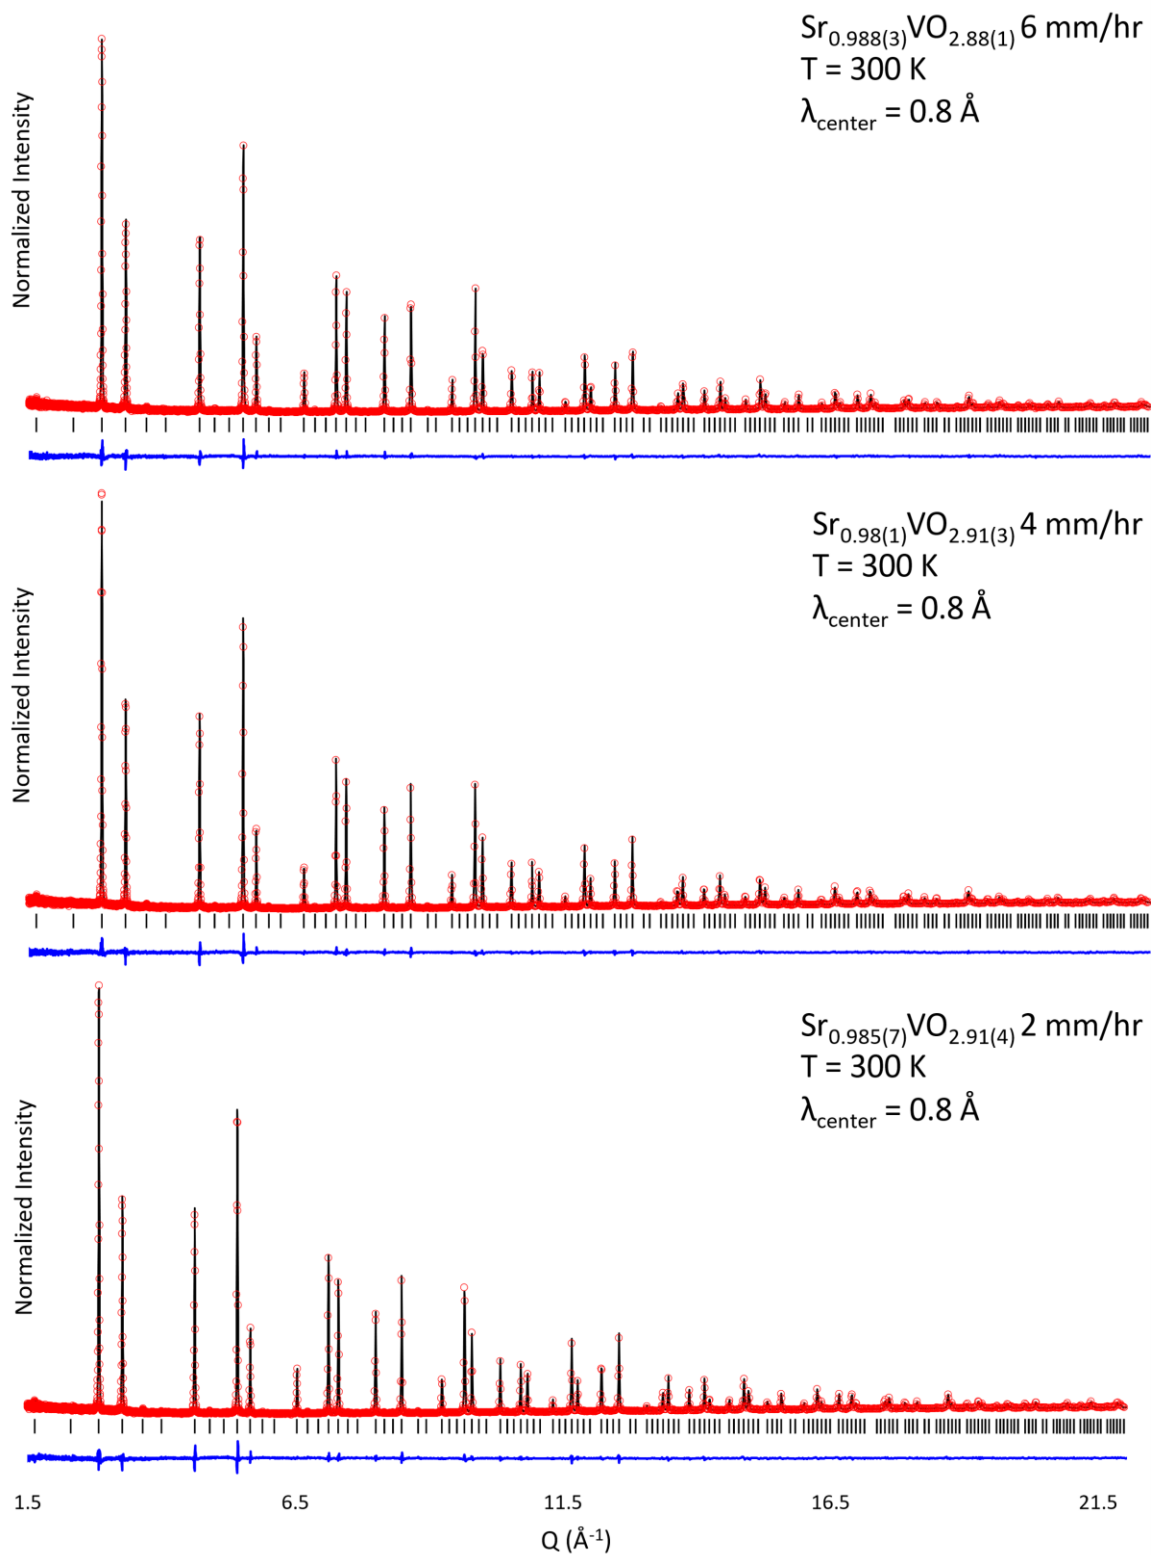 Sr₀.₉₈₈₍₃₎VO₂.₈₈₍₁₎ 6 mm/hr
T = 300 K
λcenter = 0.8 Å
Normalized Intensity
Sr₀.₉₈₍₁₎VO₂.₉₁₍₃₎ 4 mm/hr
T = 300 K
λcenter = 0.8 Å
Normalized Intensity
Sr₀.₉₈₅₍₇₎VO₂.₉₁₍₄₎ 2 mm/hr
T = 300 K
λcenter = 0.8 Å
Normalized Intensity
1.5 6.5 11.5 16.5 21.5
Q (Å⁻¹)